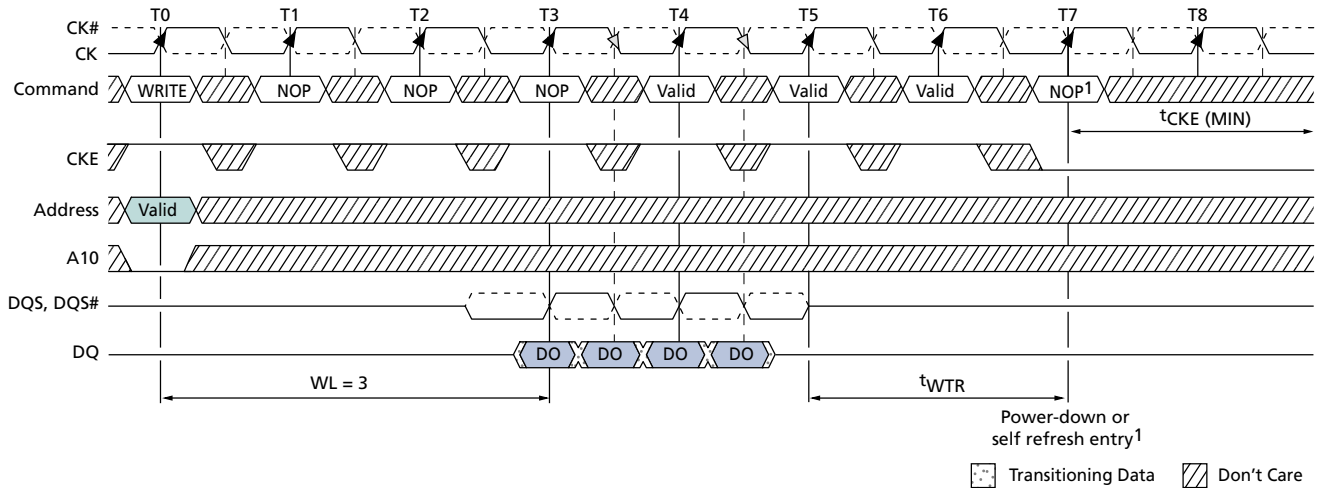 T0 T1 T2 T3 T4 T5 T6 T7 T8
CK#
CK
Command WRITE NOP NOP NOP Valid Valid Valid NOP1
tCKE (MIN)
CKE
Address Valid
A10
DQS, DQS#
DQ DO DO DO DO
WL = 3 tWTR
Power-down or
self refresh entry1
Transitioning Data Don't Care